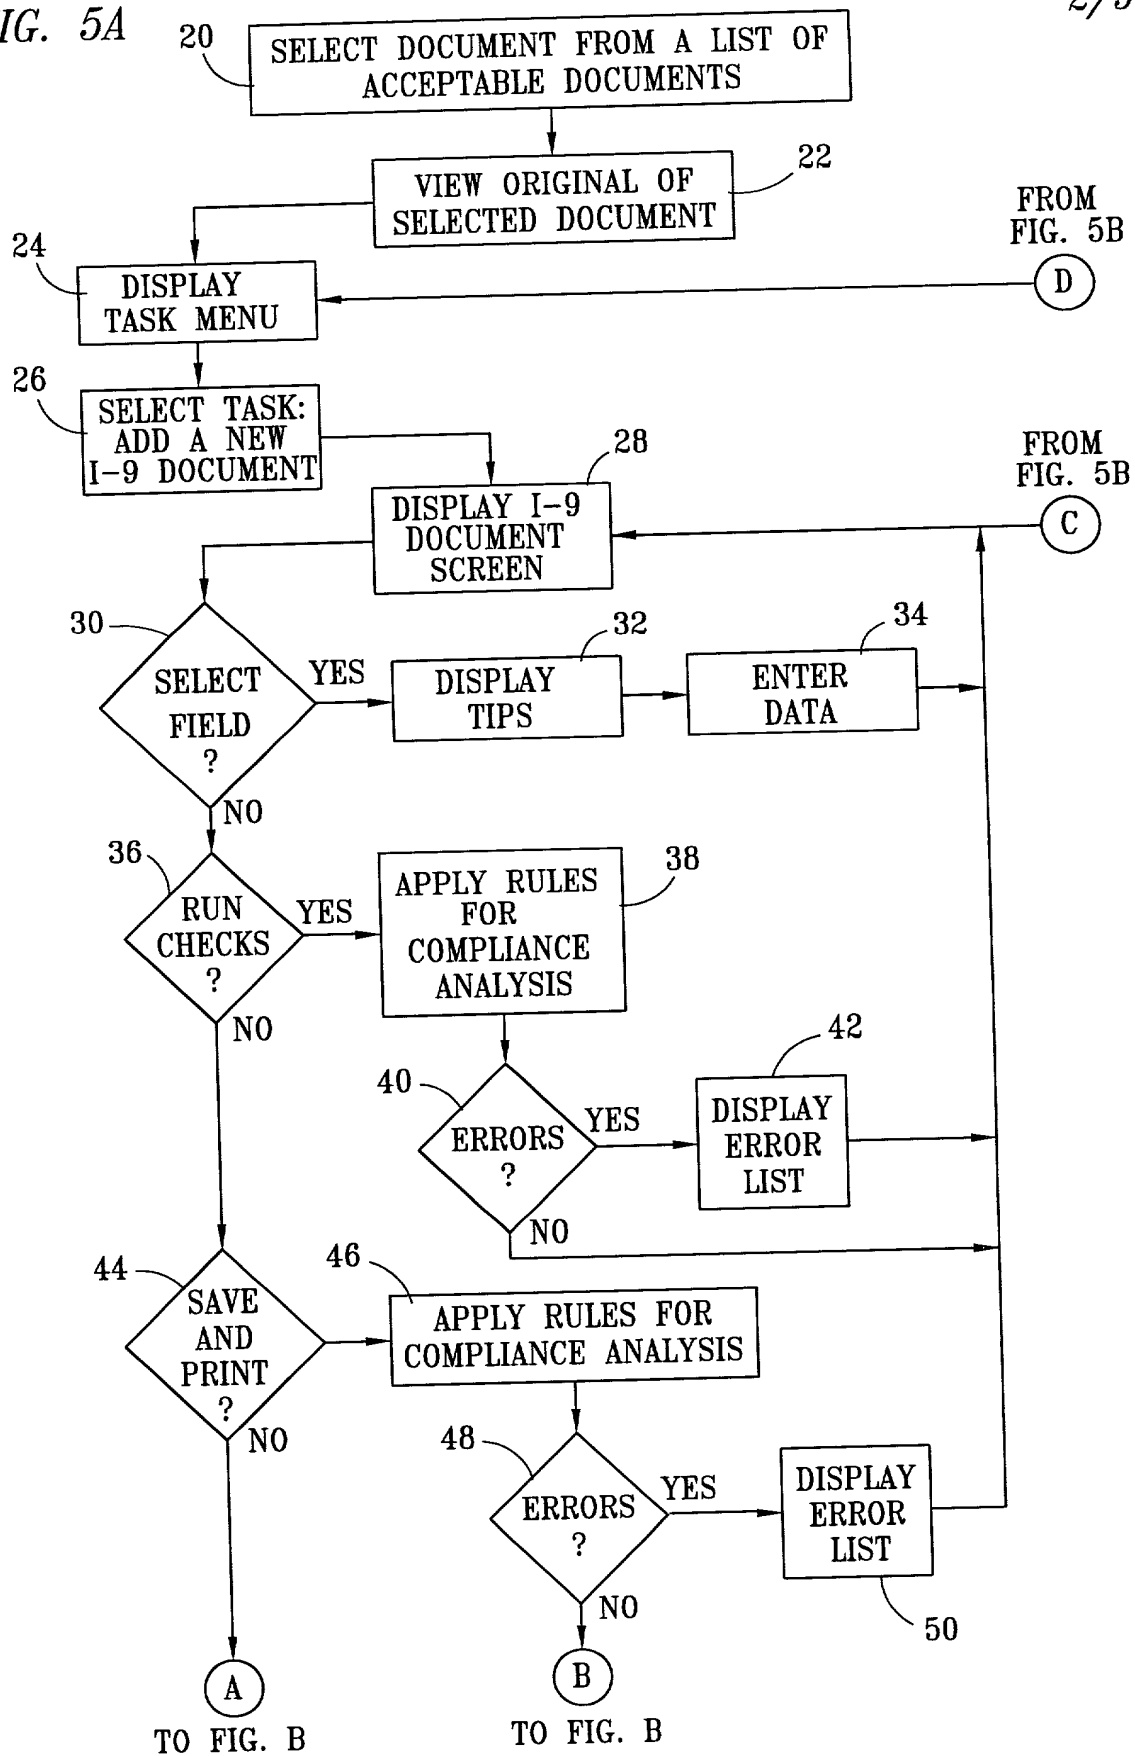 IG. 5A
20
SELECT DOCUMENT FROM A LIST OF
ACCEPTABLE DOCUMENTS
22
VIEW ORIGINAL OF
SELECTED DOCUMENT
FROM
FIG. 5B
D
24
DISPLAY
TASK MENU
26
SELECT TASK:
ADD A NEW
I-9 DOCUMENT
28
DISPLAY I-9
DOCUMENT
SCREEN
FROM
FIG. 5B
C
30
SELECT
FIELD
?
YES
NO
32
DISPLAY
TIPS
34
ENTER
DATA
36
RUN
CHECKS
?
YES
NO
38
APPLY RULES
FOR
COMPLIANCE
ANALYSIS
40
ERRORS
?
YES
NO
42
DISPLAY
ERROR
LIST
44
SAVE
AND
PRINT
?
NO
46
APPLY RULES FOR
COMPLIANCE ANALYSIS
48
ERRORS
?
YES
NO
DISPLAY
ERROR
LIST
50
A
TO FIG. B
B
TO FIG. B